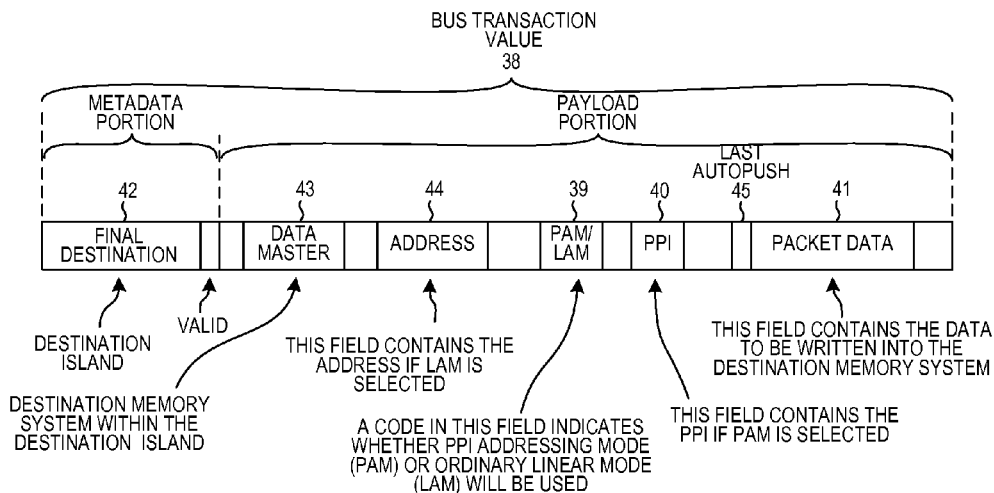 BUS TRANSACTION
VALUE
38
METADATA
PORTION
PAYLOAD
PORTION
LAST
AUTOPUSH
42
43
44
39
40
45
41
FINAL
DESTINATION
DATA
MASTER
ADDRESS
PAM/
LAM
PPI
PACKET DATA
DESTINATION
ISLAND
VALID
DESTINATION MEMORY
SYSTEM WITHIN THE
DESTINATION ISLAND
THIS FIELD CONTAINS THE
ADDRESS IF LAM IS
SELECTED
A CODE IN THIS FIELD INDICATES
WHETHER PPI ADDRESSING MODE
(PAM) OR ORDINARY LINEAR MODE
(LAM) WILL BE USED
THIS FIELD CONTAINS THE
PPI IF PAM IS SELECTED
THIS FIELD CONTAINS THE DATA
TO BE WRITTEN INTO THE
DESTINATION MEMORY SYSTEM